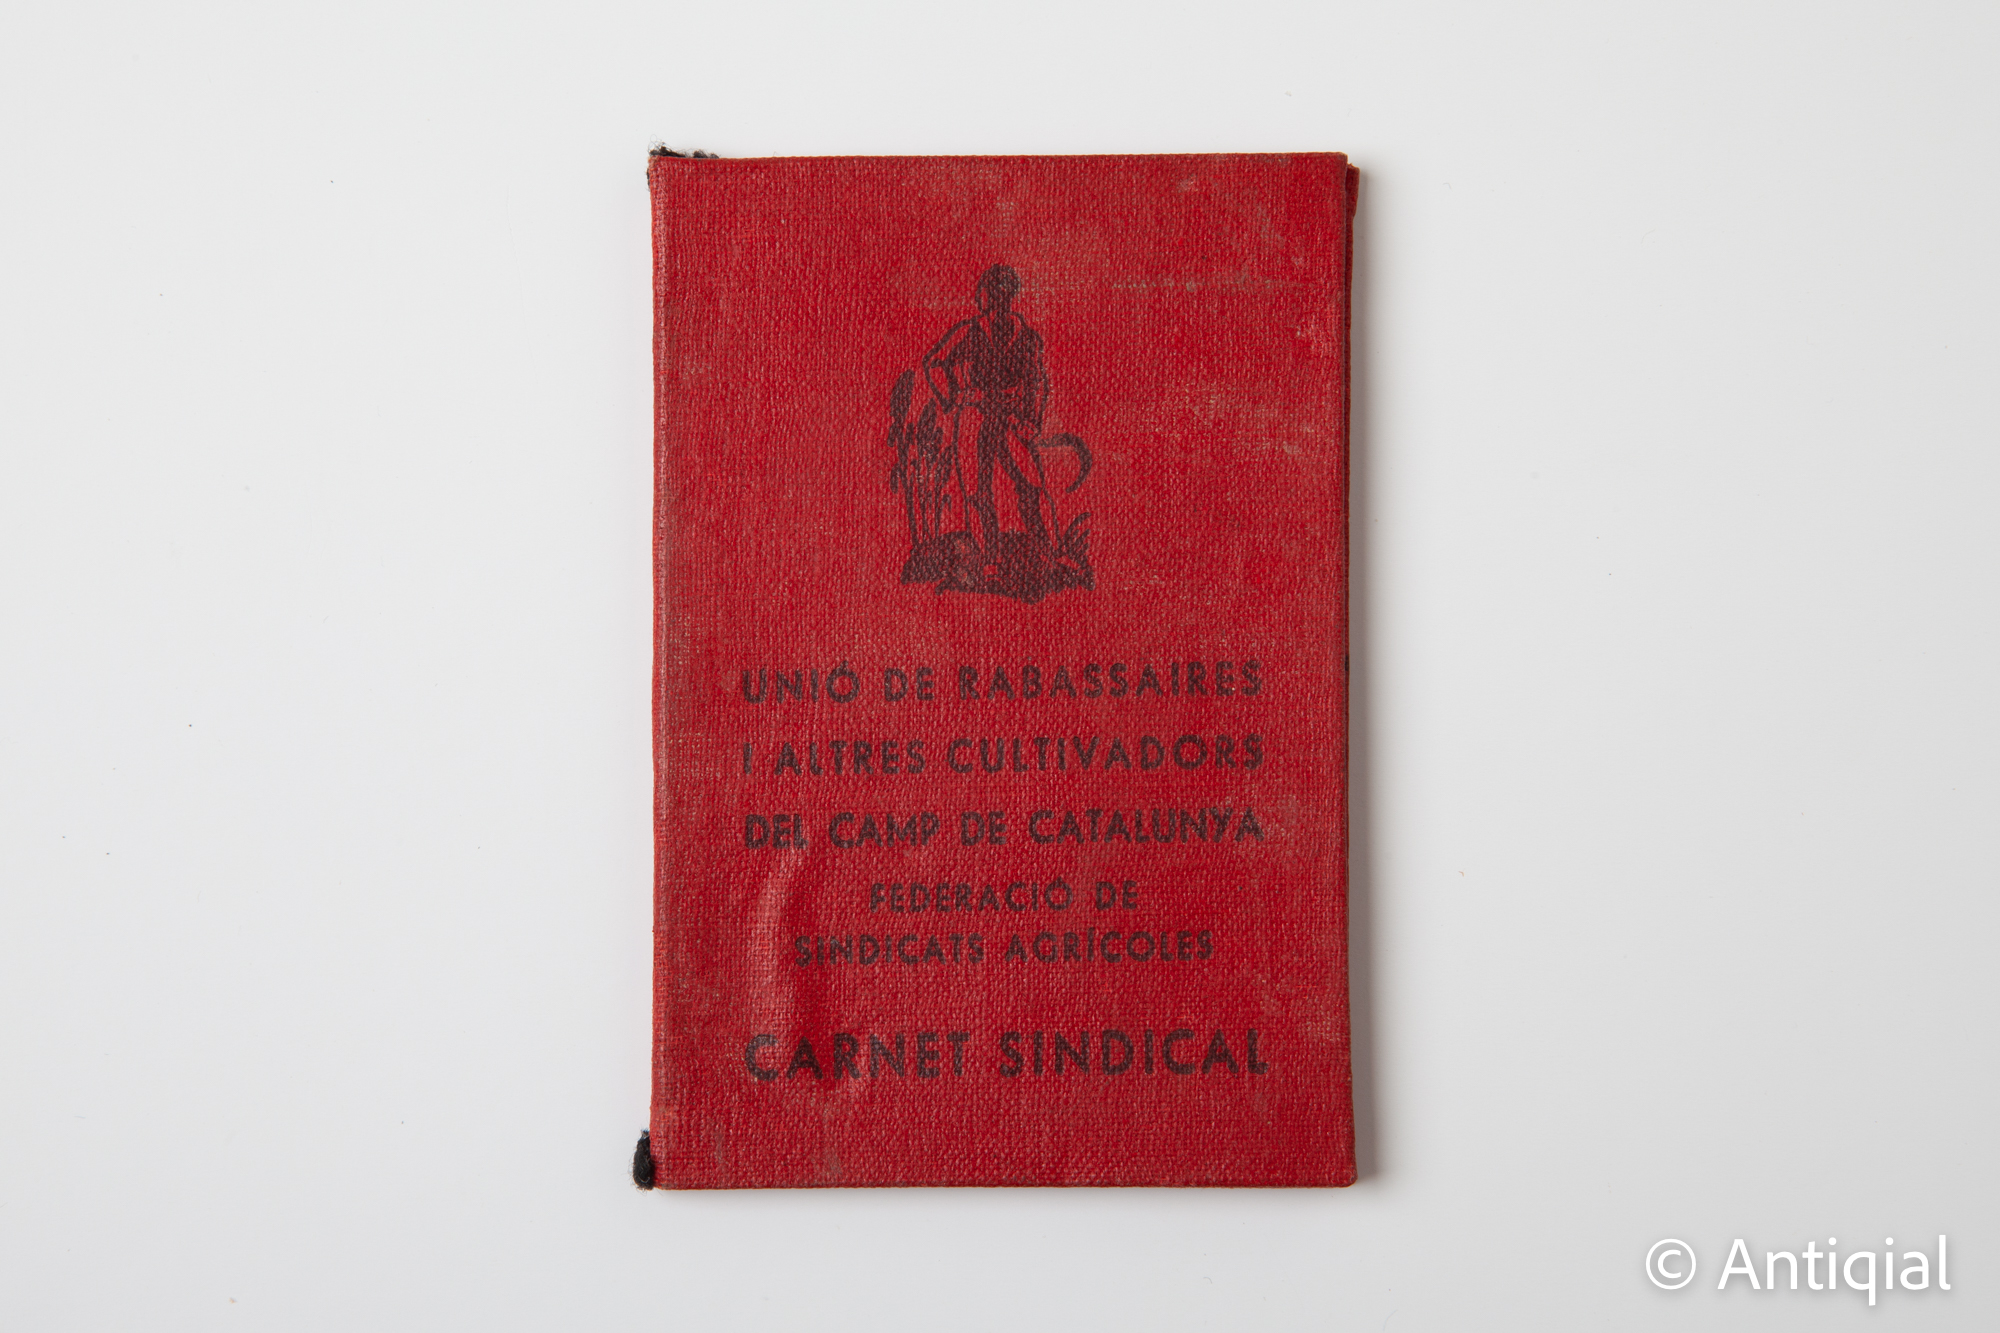 UNIÓ DE RABASSAIRES
I ALTRES CULTIVADORS
DEL CAMP DE CATALUNYA
FEDERACIÓ DE
SINDICATS AGRÍCOLES
CARNET SINDICAL
© Antiqial